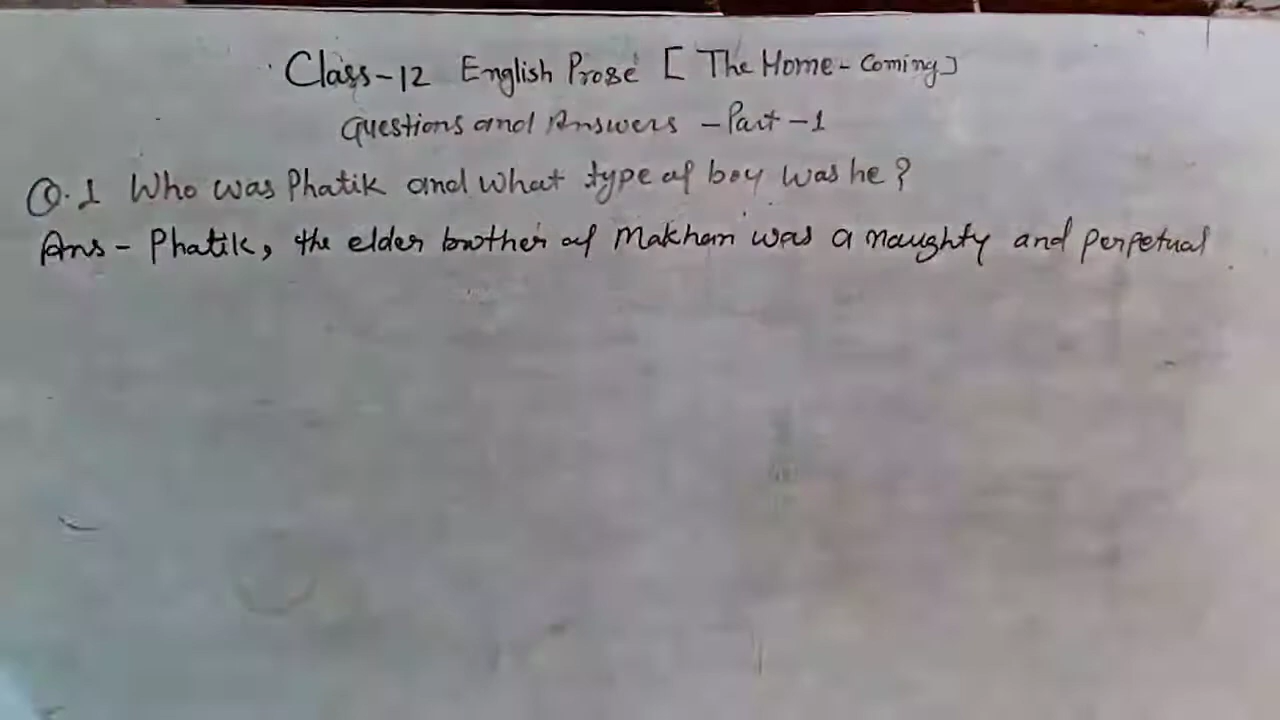 Class-12 English Prose [The Home-Coming]
Questions and Answers -Part-1
Q.1 Who was Phatik and what type of boy was he?
Ans- Phatik, the elder brother of Makhan was a naughty and perpetual